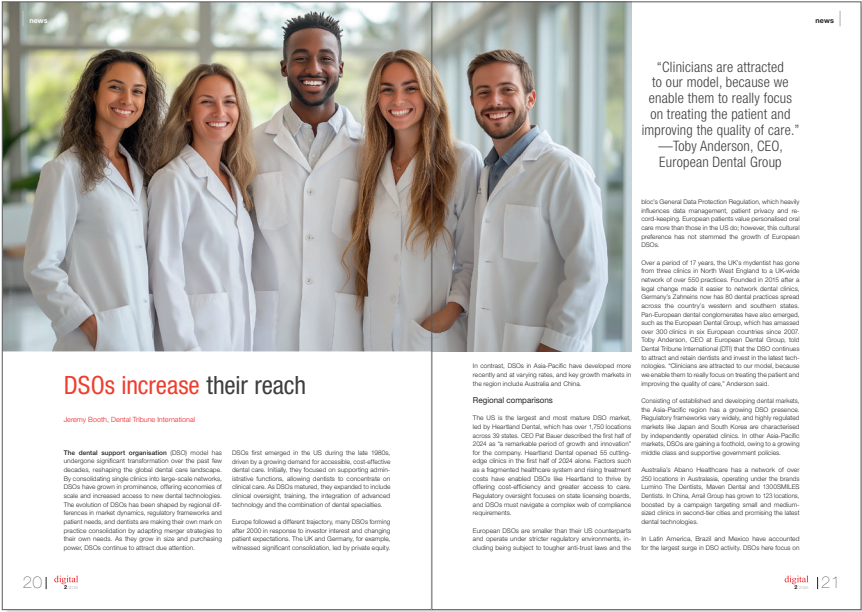 news
DSOs increase their reach
Jeremy Booth, Dental Tribune International
The dental support organisation (DSO) model has
undergone significant transformation over the past few
decades, reshaping the global dental care landscape.
By consolidating single clinics into large-scale networks,
DSOs have grown in prominence, offering economies of
scale and increased access to new dental technologies.
The evolution of DSOs has been shaped by regional dif-
ferences in market dynamics, regulatory frameworks and
patient needs, and dentists are making their own mark on
practice consolidation by adapting merger strategies to
their own needs. As they grow in size and purchasing
power, DSOs continue to attract due attention.
DSOs first emerged in the US during the late 1980s,
driven by a growing demand for accessible, cost-effective
dental care. Initially, they focused on supporting admin-
istrative functions, allowing dentists to concentrate on
clinical care. As DSOs matured, they expanded to include
clinical oversight, training, the integration of advanced
technology and the combination of dental specialties.
Europe followed a different trajectory, many DSOs forming
after 2000 in response to investor interest and changing
patient expectations. The UK and Germany, for example,
witnessed significant consolidation, led by private equity.
20
digital
2
In contrast, DSOs in Asia-Pacific have developed more
recently and at varying rates, and key growth markets in
the region include Australia and China.
Regional comparisons
The US is the largest and most mature DSO market,
led by Heartland Dental, which has over 1,750 locations
across 39 states. CEO Pat Bauer described the first half of
2024 as "a remarkable period of growth and innovation"
for the company. Heartland Dental opened 55 cutting-
edge clinics in the first half of 2024 alone. Factors such
as a fragmented healthcare system and rising treatment
costs have enabled DSOs like Heartland to thrive by
offering cost-efficiency and greater access to care.
Regulatory oversight focuses on state licensing boards,
and DSOs must navigate a complex web of compliance
requirements.
European DSOs are smaller than their US counterparts
and operate under stricter regulatory environments, in-
cluding being subject to tougher anti-trust laws and the
news
“Clinicians are attracted
to our model, because we
enable them to really focus
on treating the patient and
improving the quality of care.”
—Toby Anderson, CEO,
European Dental Group
bloc's General Data Protection Regulation, which heavily
influences data management, patient privacy and re-
cord-keeping. European patients value personalised oral
care more than those in the US do; however, this cultural
preference has not stemmed the growth of European
DSOs.
Over a period of 17 years, the UK's mydentist has gone
from three clinics in North West England to a UK-wide
network of over 550 practices. Founded in 2015 after a
legal change made it easier to network dental clinics,
Germany's Zahneins now has 80 dental practices spread
across the country's western and southern states.
Pan-European dental conglomerates have also emerged,
such as the European Dental Group, which has amassed
over 300 clinics in six European countries since 2007.
Toby Anderson, CEO at European Dental Group, told
Dental Tribune International (DTI) that the DSO continues
to attract and retain dentists and invest in the latest tech-
nologies. “Clinicians are attracted to our model, because
we enable them to really focus on treating the patient and
improving the quality of care,” Anderson said.
Consisting of established and developing dental markets,
the Asia-Pacific region has a growing DSO presence.
Regulatory frameworks vary widely, and highly regulated
markets like Japan and South Korea are characterised
by independently operated clinics. In other Asia-Pacific
markets, DSOs are gaining a foothold, owing to a growing
middle class and supportive government policies.
Australia's Abano Healthcare has a network of over
250 locations in Australasia, operating under the brands
Lumino The Dentists, Maven Dental and 1300SMILES
Dentists. In China, Arrail Group has grown to 123 locations,
boosted by a campaign targeting small and medium-
sized clinics in second-tier cities and promising the latest
dental technologies.
In Latin America, Brazil and Mexico have accounted
for the largest surge in DSO activity. DSOs here focus on
digital
2
21